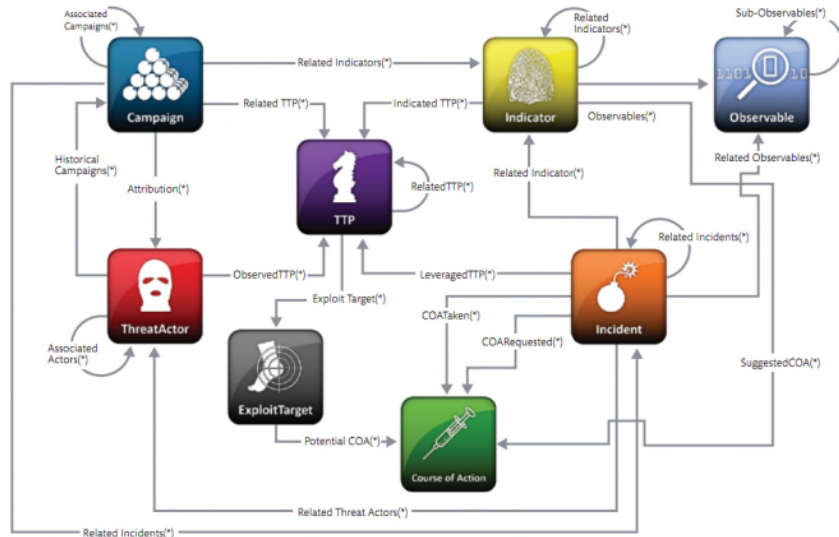 Associated
Campaigns(*)
Sub-Observables(*)
Related
Indicators(*)
Related Indicators(*)
1101
10
Campaign
Indicator
Observable
Related TTP(*)
Indicated TTP(*)
Observables(*)
Historical
Campaigns(*)
Related Observables(*)
Related Indicator(*)
RelatedTTP(*)
Attribution(*)
TTP
Related Incidents(*)
ObservedTTP(*)
LeveragedTTP(*)
Exploit Target(*)
ThreatActor
COATaken(*)
Incident
COARequested(*)
Associated
Actors(*)
SuggestedCOA(*)
ExploitTarget
Potential COA(*)
Course of Action
Related Threat Actors(*)
Related Incidents(*)